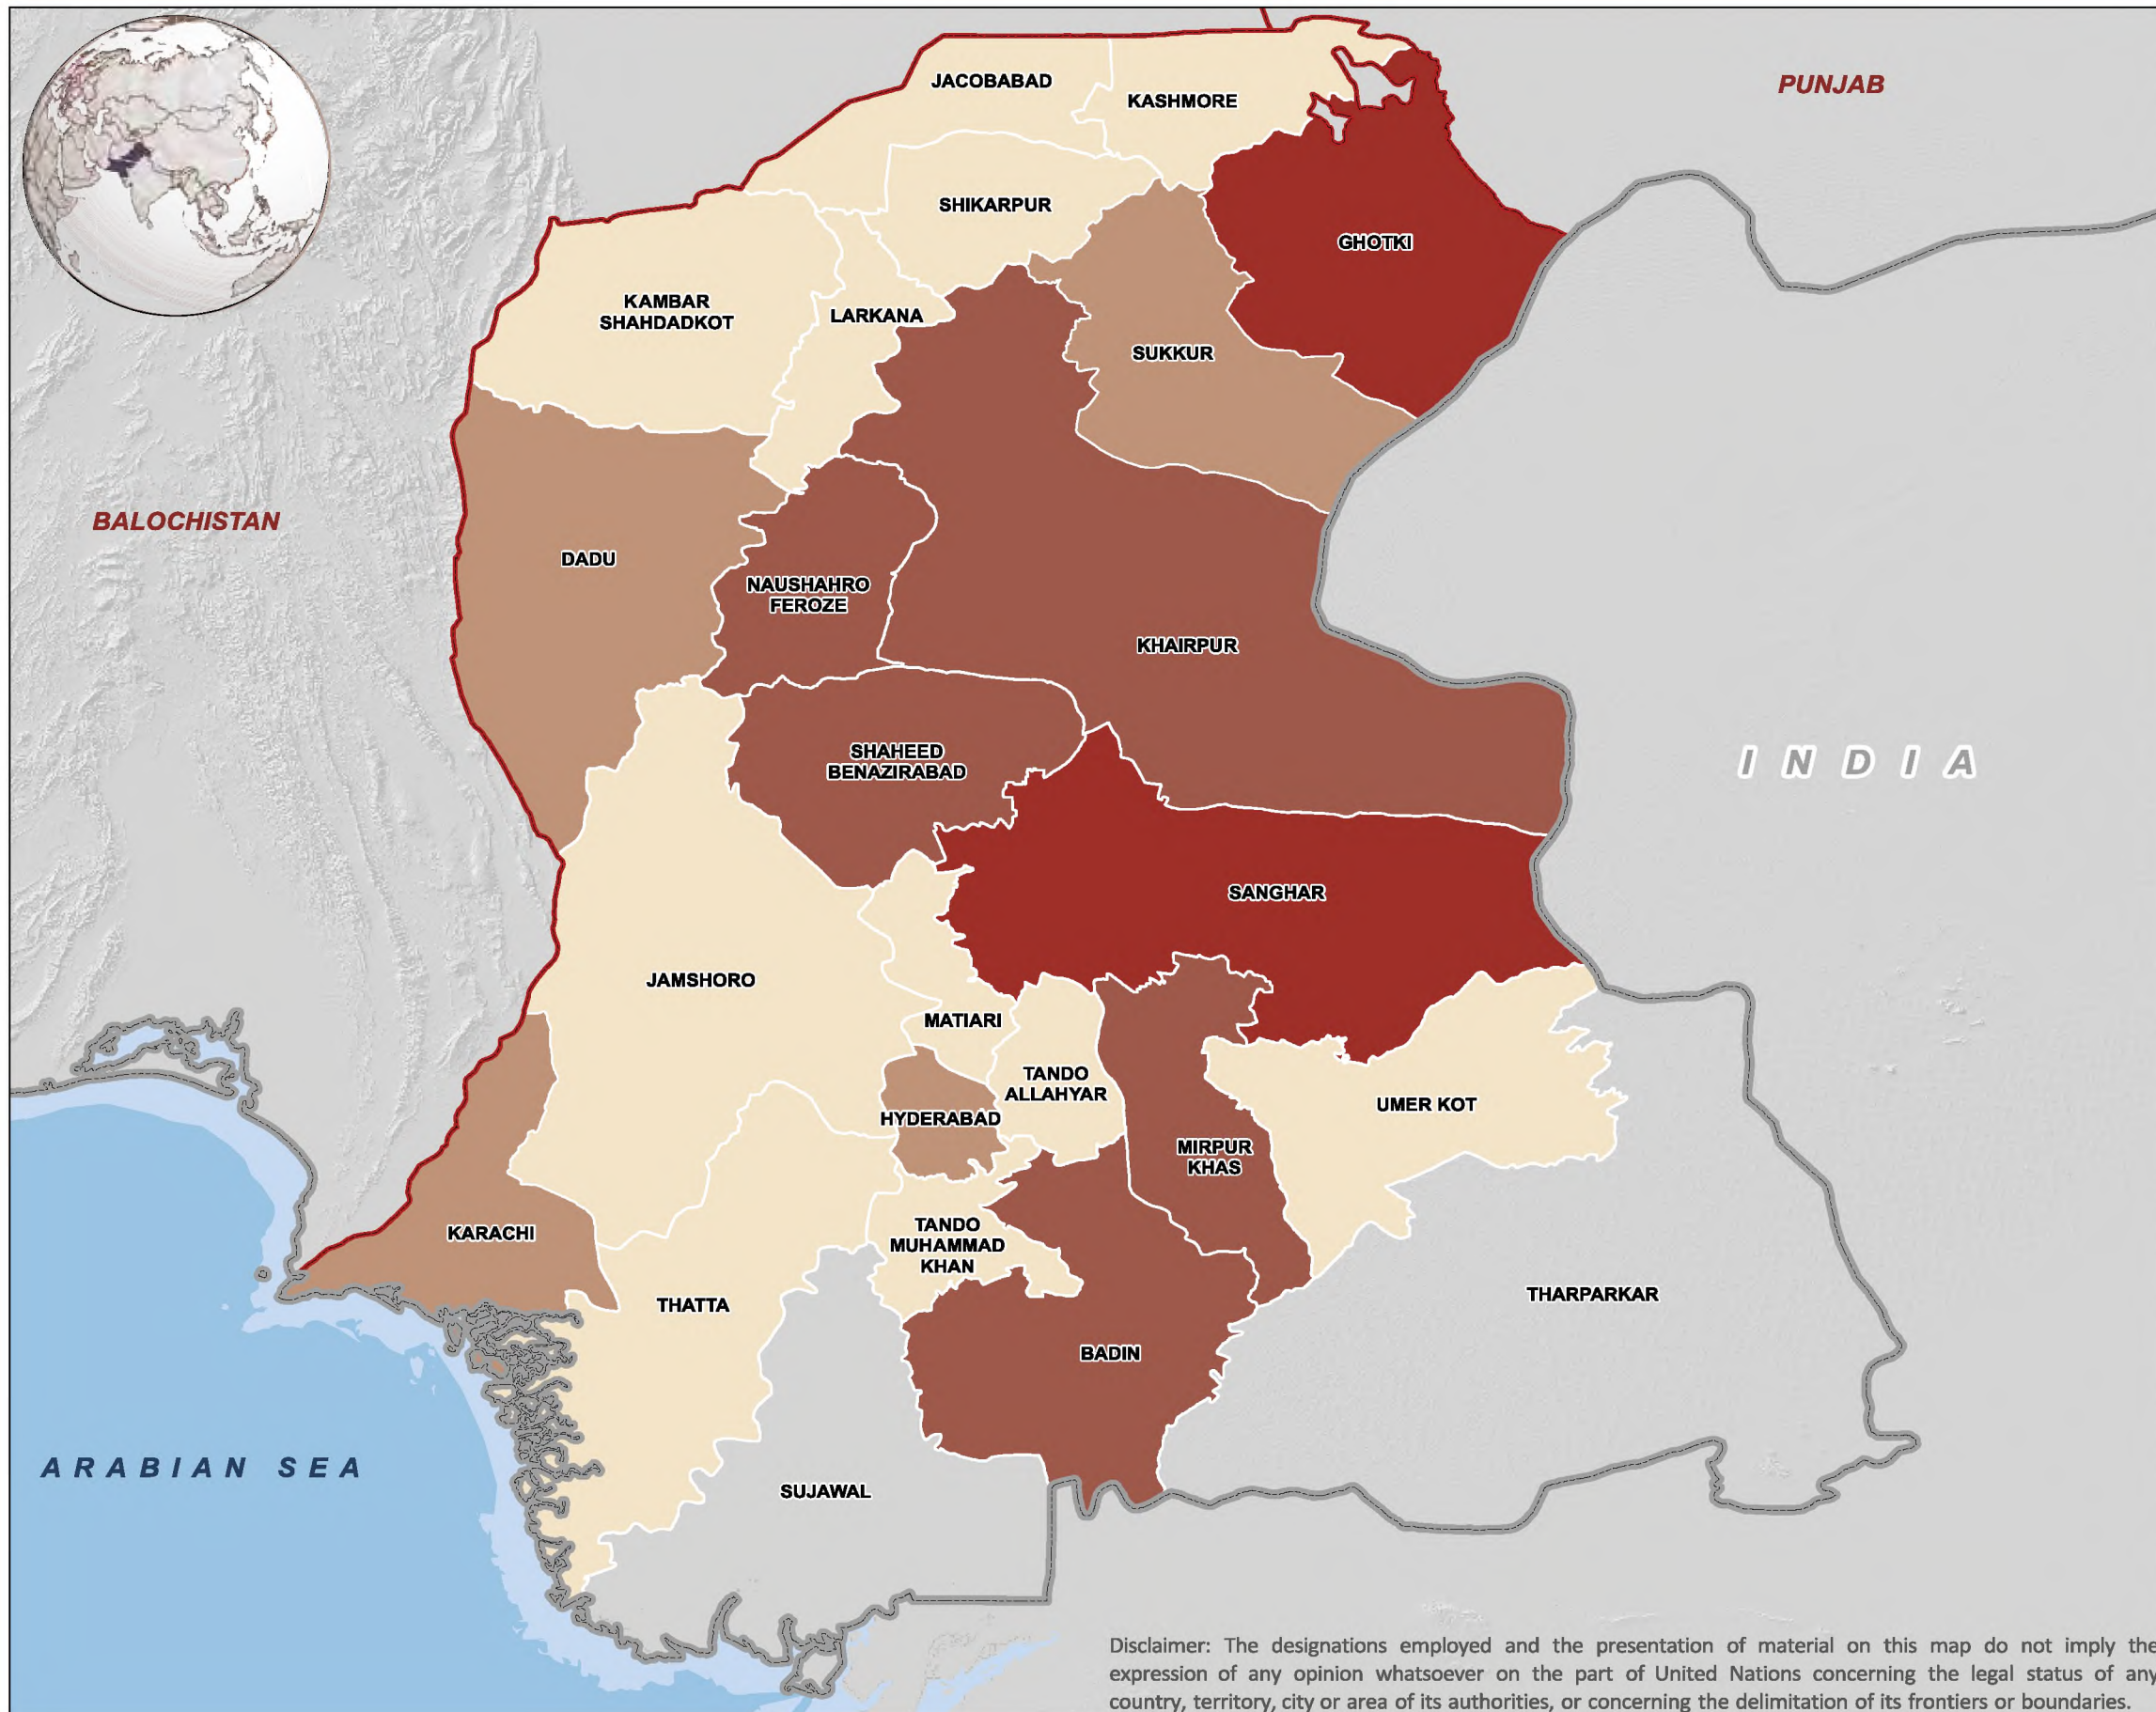 JACOBABAD
PUNJAB
KASHMORE
SHIKARPUR
GHOTKI
KAMBAR
SHAHDADKOT
LARKANA
SUKKUR
BALOCHISTAN
DADU
NAUSHAHRO
FEROZE
KHAIRPUR
SHAHEED
BENAZIRABAD
INDIA
SANGHAR
JAMSHORO
MATIARI
TANDO
ALLAHYAR
HYDERABAD
UMER KOT
MIRPUR
KHAS
KARACHI
TANDO
MUHAMMAD
KHAN
THATTA
THARPARKAR
BADIN
ARABIAN SEA
SUJAWAL
Disclaimer: The designations employed and the presentation of material on this map do not imply the
expression of any opinion whatsoever on the part of United Nations concerning the legal status of any
country, territory, city or area of its authorities, or concerning the delimitation of its frontiers or boundaries.